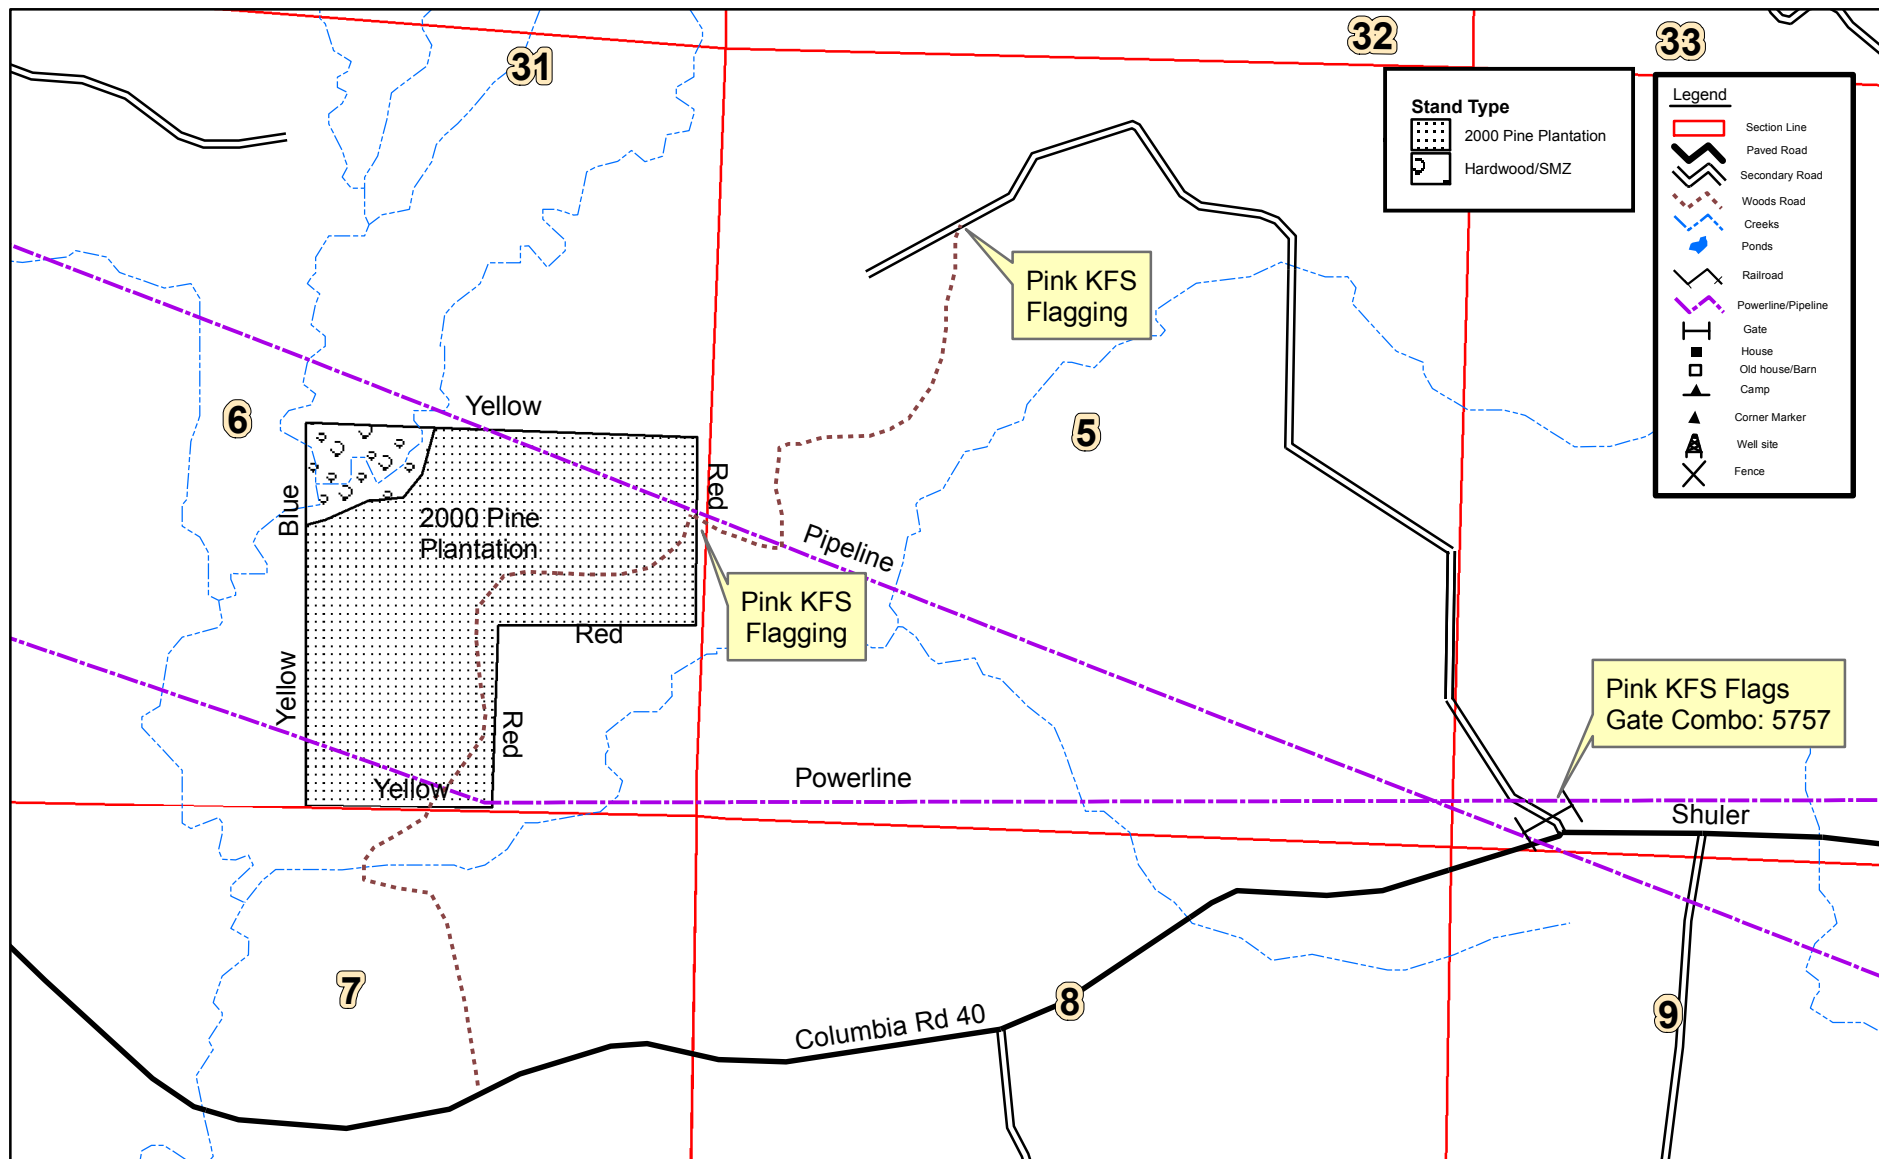 31
32
33
Stand Type
2000 Pine Plantation
Hardwood/SMZ
Legend
Section Line
Paved Road
Secondary Road
Woods Road
Creeks
Ponds
Railroad
Powerline/Pipeline
Gate
House
Old house/Barn
Camp
Corner Marker
Well site
Fence
Pink KFS
Flagging
6
Yellow
5
Red
Blue
2000 Pine
Plantation
Pipeline
Pink KFS
Flagging
Red
Yellow
Red
Pink KFS Flags
Gate Combo: 5757
Yellow
Powerline
Shuler
7
8
9
Columbia Rd 40